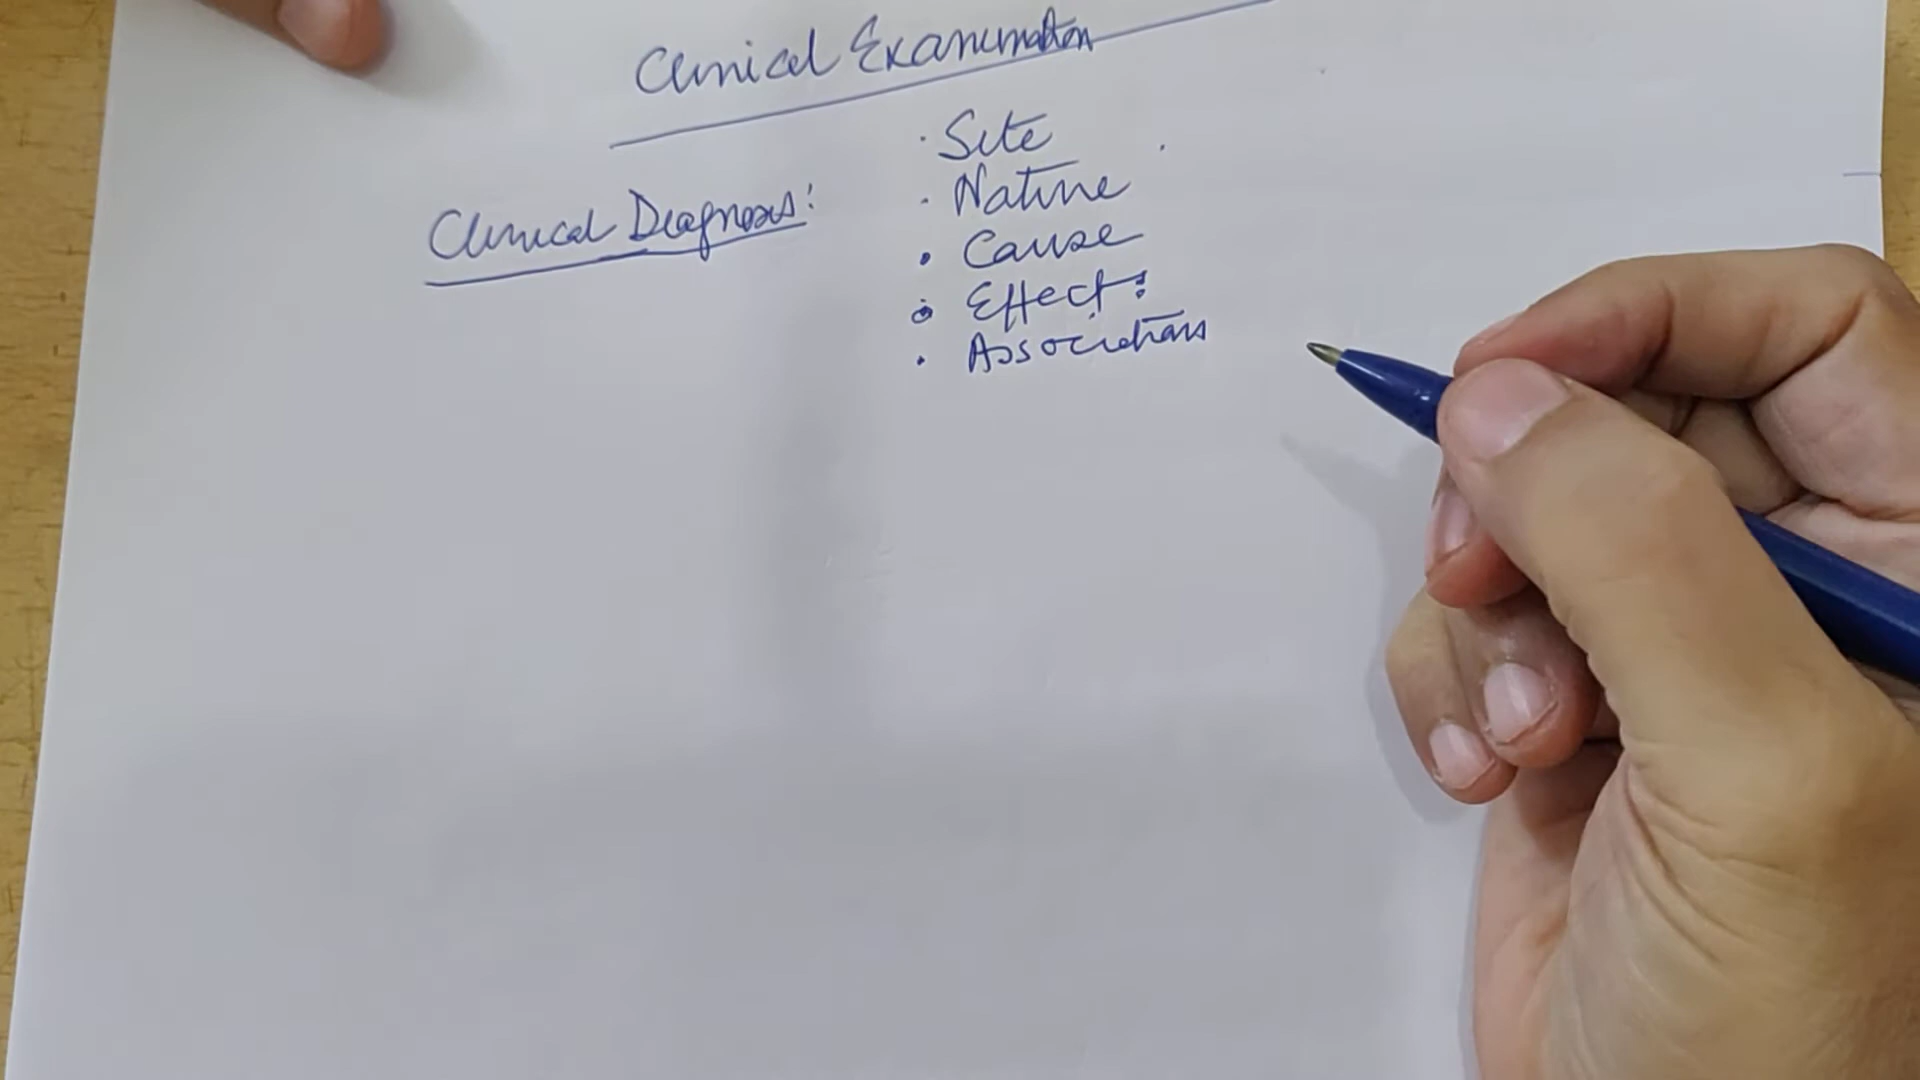 Clinical Examination
Clinical Diagnosis:
· Site
· Nature
· Cause
· Effect:
· Associations